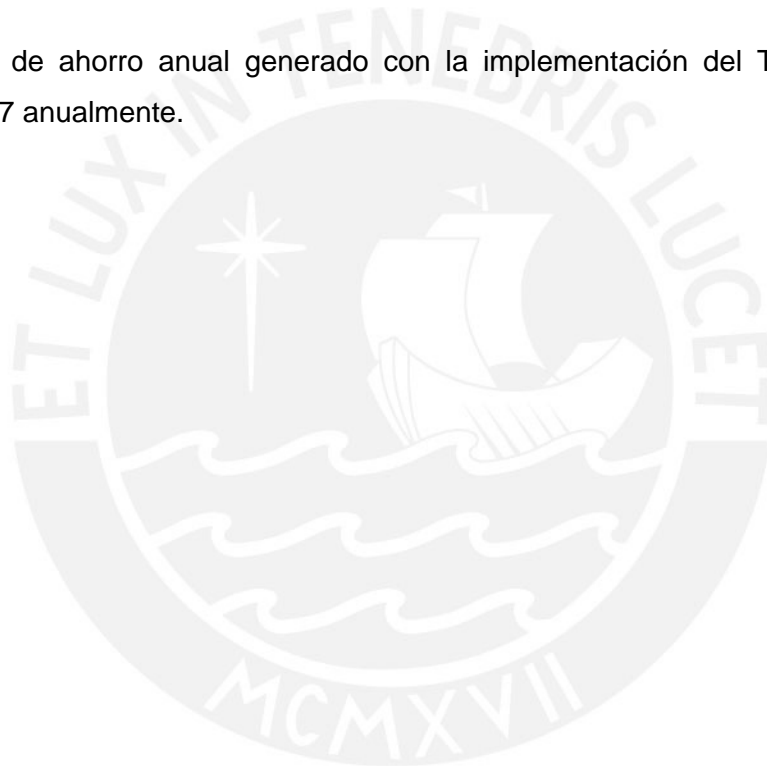 de ahorro anual generado con la implementación del T
7 anualmente.
ET LUX IN TENEBRIS LUCET
MCMXVII